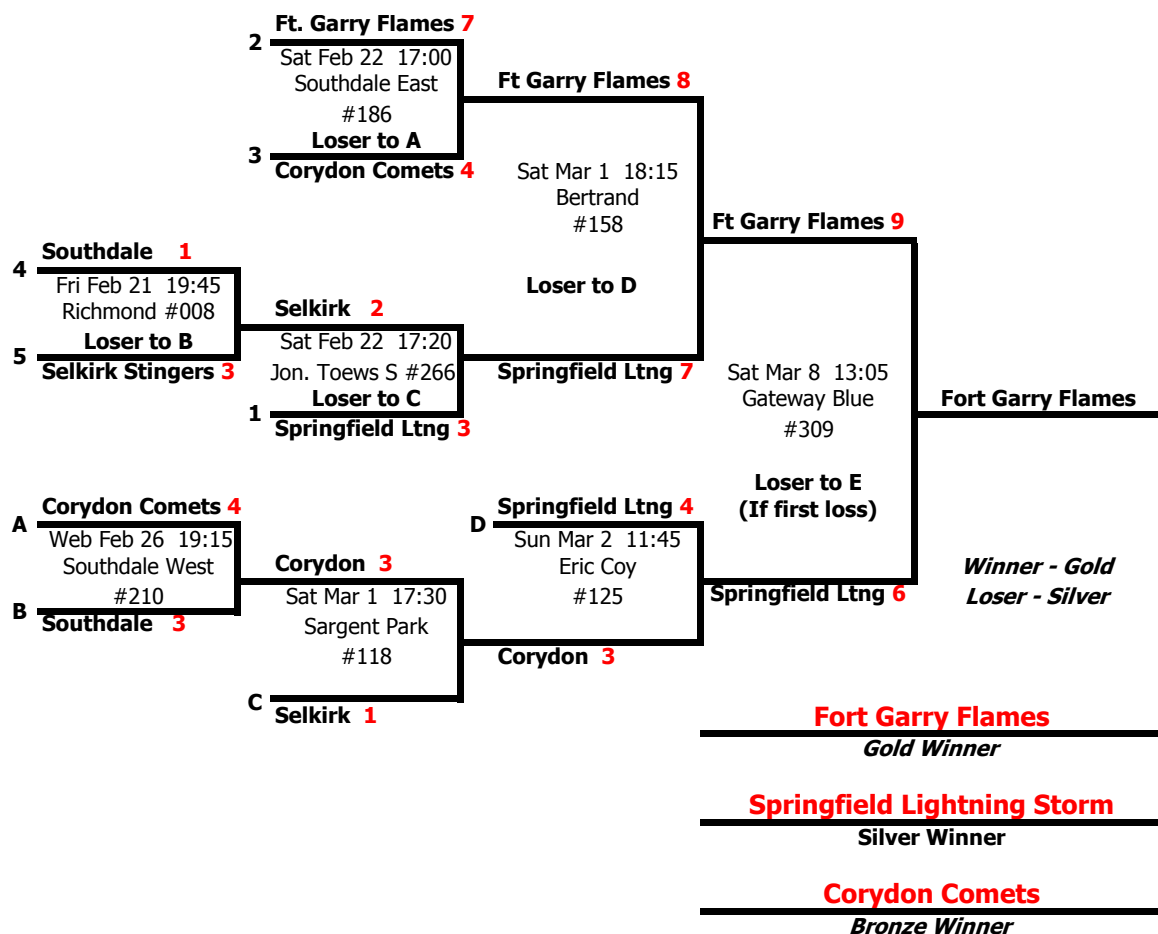 Ft. Garry Flames 7
2
Sat Feb 22 17:00
Southdale East
#186
Loser to A
3
Corydon Comets 4
Ft Garry Flames 8
Sat Mar 1 18:15
Bertrand
#158
Loser to D
Southdale 1
4
Fri Feb 21 19:45
Richmond #008
Loser to B
5
Selkirk Stingers 3
Selkirk 2
Sat Feb 22 17:20
Jon. Toews S #266
Loser to C
1
Springfield Ltng 3
Springfield Ltng 7
Ft Garry Flames 9
Sat Mar 8 13:05
Gateway Blue
#309
Loser to E
(If first loss)
Fort Garry Flames
Corydon Comets 4
A
Web Feb 26 19:15
Southdale West
#210
B
Southdale 3
Corydon 3
Sat Mar 1 17:30
Sargent Park
#118
C
Selkirk 1
Springfield Ltng 4
D
Sun Mar 2 11:45
Eric Coy
#125
Corydon 3
Springfield Ltng 6
Winner - Gold
Loser - Silver
Fort Garry Flames
Gold Winner
Springfield Lightning Storm
Silver Winner
Corydon Comets
Bronze Winner